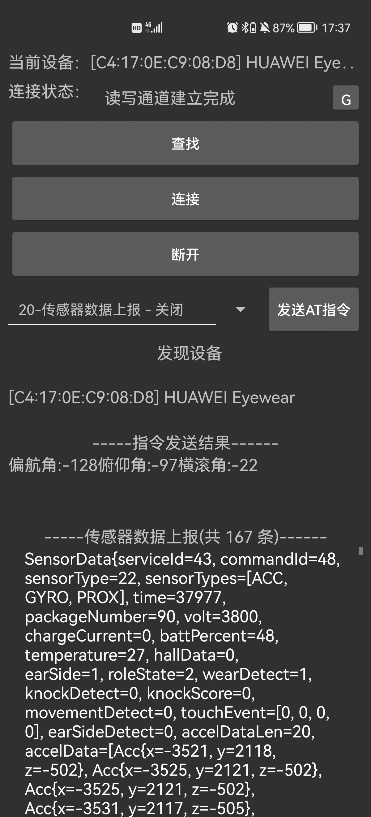 HD 4G 87% 17:37
当前设备: [C4:17:0E:C9:08:D8] HUAWEI Eye..
连接状态: 读写通道建立完成 G
查找
连接
断开
20-传感器数据上报 - 关闭 发送AT指令
发现设备
[C4:17:0E:C9:08:D8] HUAWEI Eyewear
-----指令发送结果------
偏航角:-128俯仰角:-97横滚角:-22
-----传感器数据上报(共 167 条)------
SensorData{serviceId=43, commandId=48,
sensorType=22, sensorTypes=[ACC,
GYRO, PROX], time=37977,
packageNumber=90, volt=3800,
chargeCurrent=0, battPercent=48,
temperature=27, hallData=0,
earSide=1, roleState=2, wearDetect=1,
knockDetect=0, knockScore=0,
movementDetect=0, touchEvent=[0, 0, 0,
0], earSideDetect=0, accelDataLen=20,
accelData=[Acc{x=-3521, y=2118,
z=-502}, Acc{x=-3525, y=2121, z=-502},
Acc{x=-3525, y=2121, z=-502},
Acc{x=-3531, y=2117, z=-505},